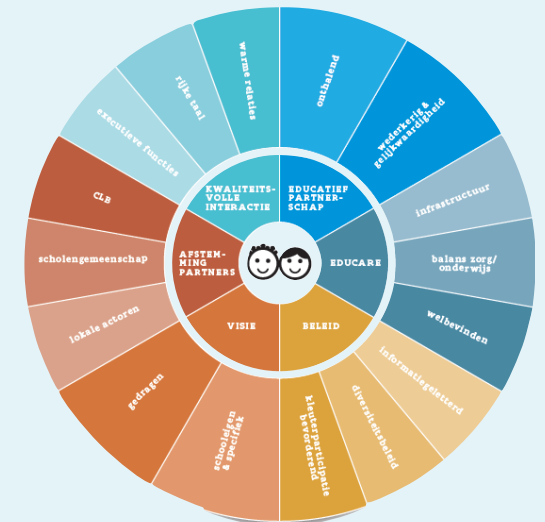 warme relaties
onthalend
wederkerig &
gelijkwaardigheid
infrastructuur
balans zorg/
onderwijs
welbevinden
informatiegeletterd
diversiteitsbeleid
kleuterparticipatie
bevorderend
schooleigen
& specifiek
gedragen
lokale actoren
scholengemeenschap
CLB
executieve functies
rijke taal
KWALITEITS-
VOLLE
INTERACTIE
EDUCATIEF
PARTNER-
SCHAP
EDUCARE
BELEID
VISIE
AFSTEM-
MING
PARTNERS